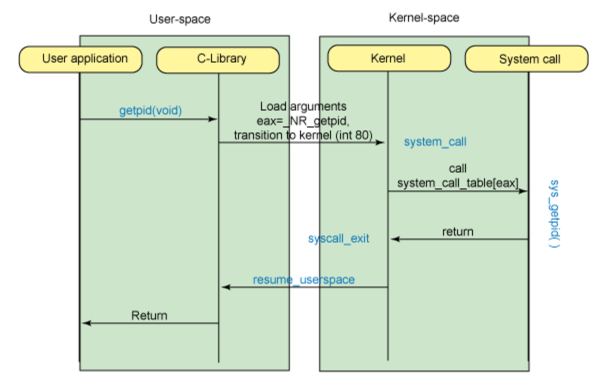 User-space
Kernel-space
User application
C-Library
Kernel
System call
getpid(void)
Load arguments
eax=_NR_getpid,
transition to kernel (int 80)
system_call
call
system_call_table[eax]
sys_getpid( )
return
syscall_exit
resume_userspace
Return